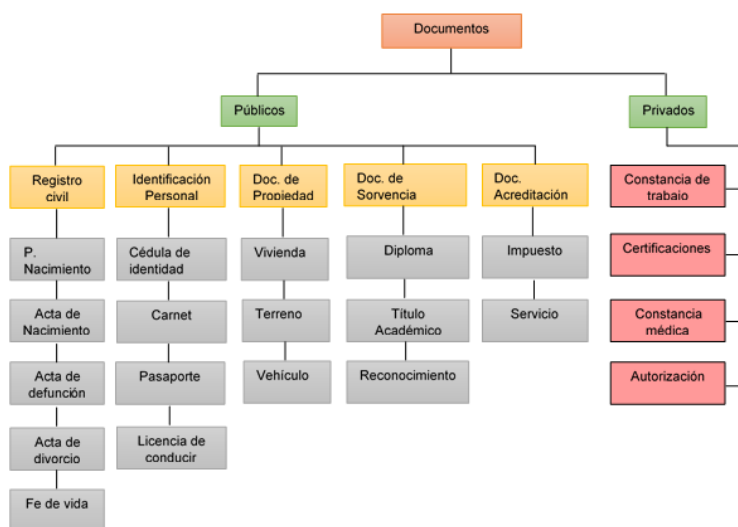 Documentos
Públicos
Privados
Registro
civil
Identificación
Personal
Doc. de
Propiedad
Doc. de
Sorvencia
Doc.
Acreditación
Constancia de
trabajo
P.
Nacimiento
Cédula de
identidad
Vivienda
Diploma
Impuesto
Certificaciones
Acta de
Nacimiento
Carnet
Terreno
Título
Académico
Servicio
Constancia
médica
Acta de
defunción
Pasaporte
Vehículo
Reconocimiento
Autorización
Acta de
divorcio
Licencia de
conducir
Fe de vida